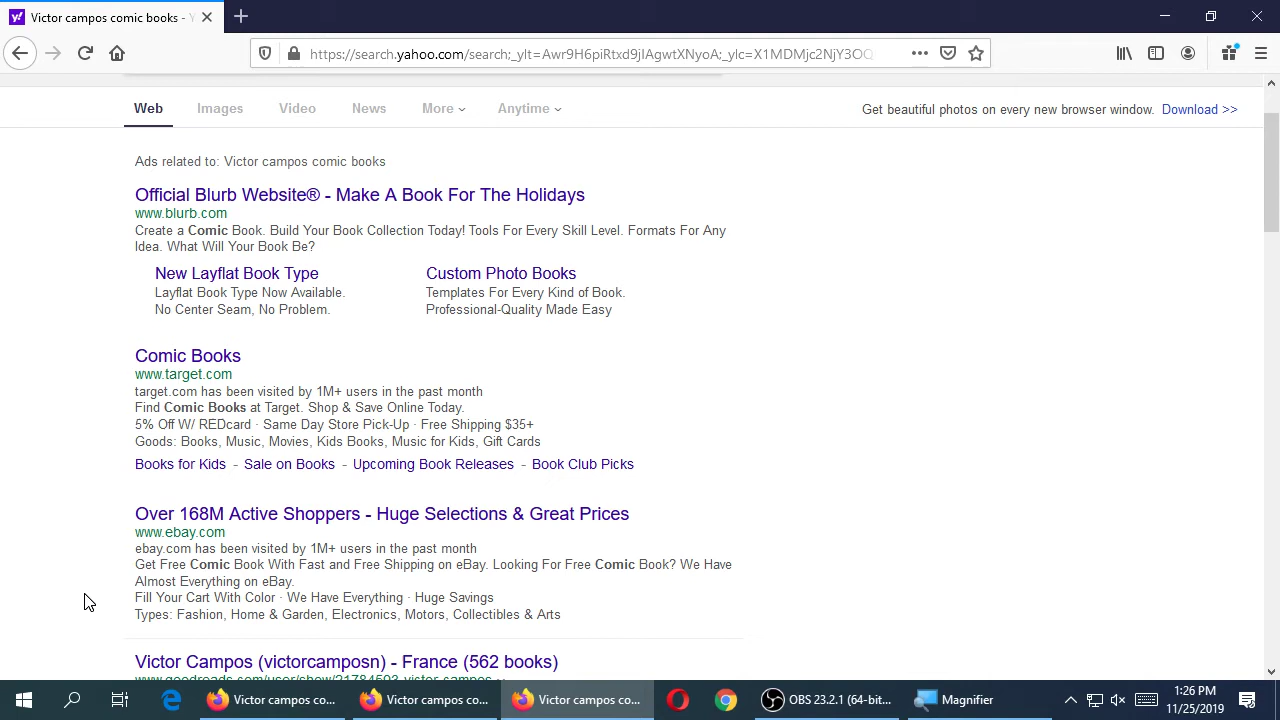 Victor campos comic books - Y
https://search.yahoo.com/search;_ylt=Awr9H6piRtxd9jIAgwtXNyoA;_ylc=X1MDMjc2NjY3OQ
Web Images Video News More Anytime
Get beautiful photos on every new browser window. Download >>
Ads related to: Victor campos comic books
Official Blurb Website® - Make A Book For The Holidays
www.blurb.com
Create a Comic Book. Build Your Book Collection Today! Tools For Every Skill Level. Formats For Any
Idea. What Will Your Book Be?
New Layflat Book Type Custom Photo Books
Layflat Book Type Now Available. Templates For Every Kind of Book.
No Center Seam, No Problem. Professional-Quality Made Easy
Comic Books
www.target.com
target.com has been visited by 1M+ users in the past month
Find Comic Books at Target. Shop & Save Online Today.
5% Off W/ REDcard · Same Day Store Pick-Up · Free Shipping $35+
Goods: Books, Music, Movies, Kids Books, Music for Kids, Gift Cards
Books for Kids - Sale on Books - Upcoming Book Releases - Book Club Picks
Over 168M Active Shoppers - Huge Selections & Great Prices
www.ebay.com
ebay.com has been visited by 1M+ users in the past month
Get Free Comic Book With Fast and Free Shipping on eBay. Looking For Free Comic Book? We Have
Almost Everything on eBay.
Fill Your Cart With Color · We Have Everything · Huge Savings
Types: Fashion, Home & Garden, Electronics, Motors, Collectibles & Arts
Victor Campos (victorcamposn) - France (562 books)
www.goodreads.com/user/show/21784593-victor-campos
Victor campos co... Victor campos co... Victor campos co... OBS 23.2.1 (64-bit... Magnifier
1:26 PM
11/25/2019